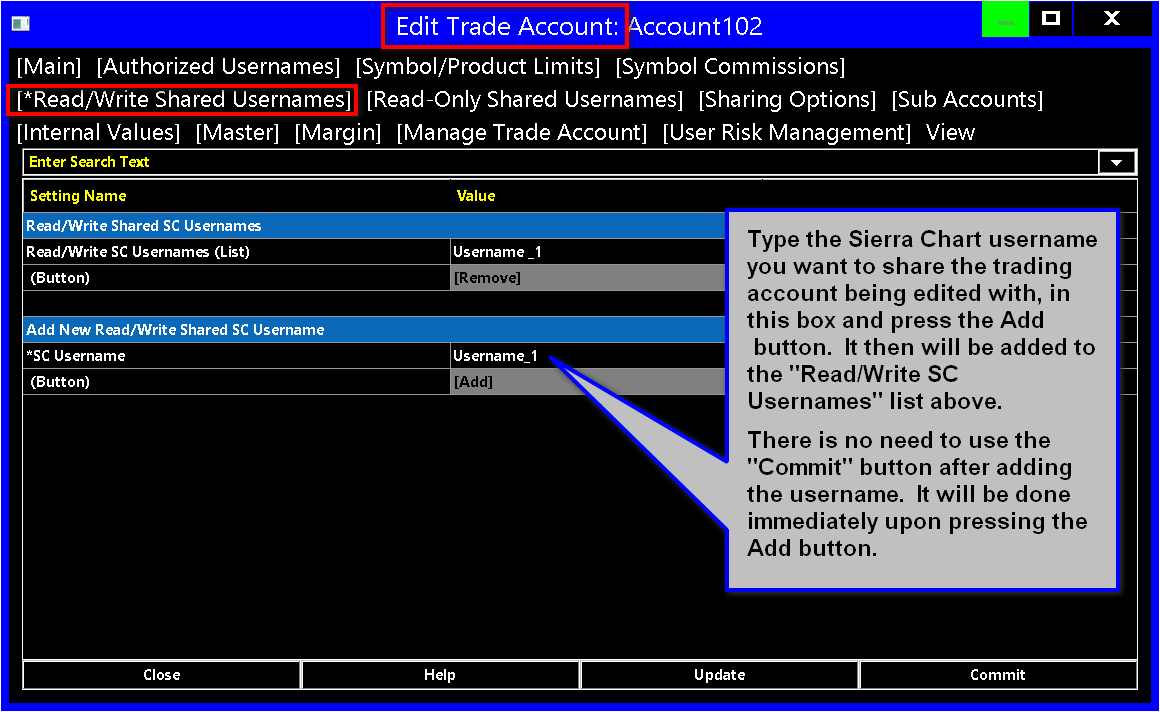 Edit Trade Account: Account102
[Main] [Authorized Usernames] [Symbol/Product Limits] [Symbol Commissions]
[*Read/Write Shared Usernames] [Read-Only Shared Usernames] [Sharing Options] [Sub Accounts]
[Internal Values] [Master] [Margin] [Manage Trade Account] [User Risk Management] View
Enter Search Text
Setting Name Value
Read/Write Shared SC Usernames
Read/Write SC Usernames (List) Username _1
(Button) [Remove]
Add New Read/Write Shared SC Username
*SC Username Username_1
(Button) [Add]
Type the Sierra Chart username
you want to share the trading
account being edited with, in
this box and press the Add
button.  It then will be added to
the "Read/Write SC
Usernames" list above.
There is no need to use the
"Commit" button after adding
the username.  It will be done
immediately upon pressing the
Add button.
Close Help Update Commit